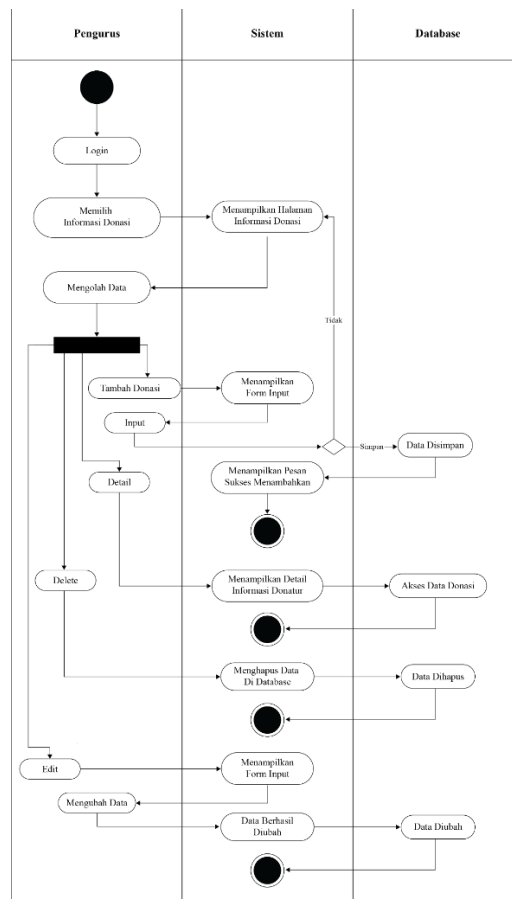 Pengurus
Sistem
Database
Login
Memilih
Informasi Donasi
Menampilkan Halaman
Informasi Donasi
Mengolah Data
Tidak
Tambah Donasi
Menampilkan
Form Input
Input
Simpan
Data Disimpan
Menampilkan Pesan
Sukses Menambahkan
Detail
Delete
Menampilkan Detail
Informasi Donatur
Akses Data Donasi
Menghapus Data
Di Database
Data Dihapus
Edit
Menampilkan
Form Input
Mengubah Data
Data Berhasil
Diubah
Data Diubah